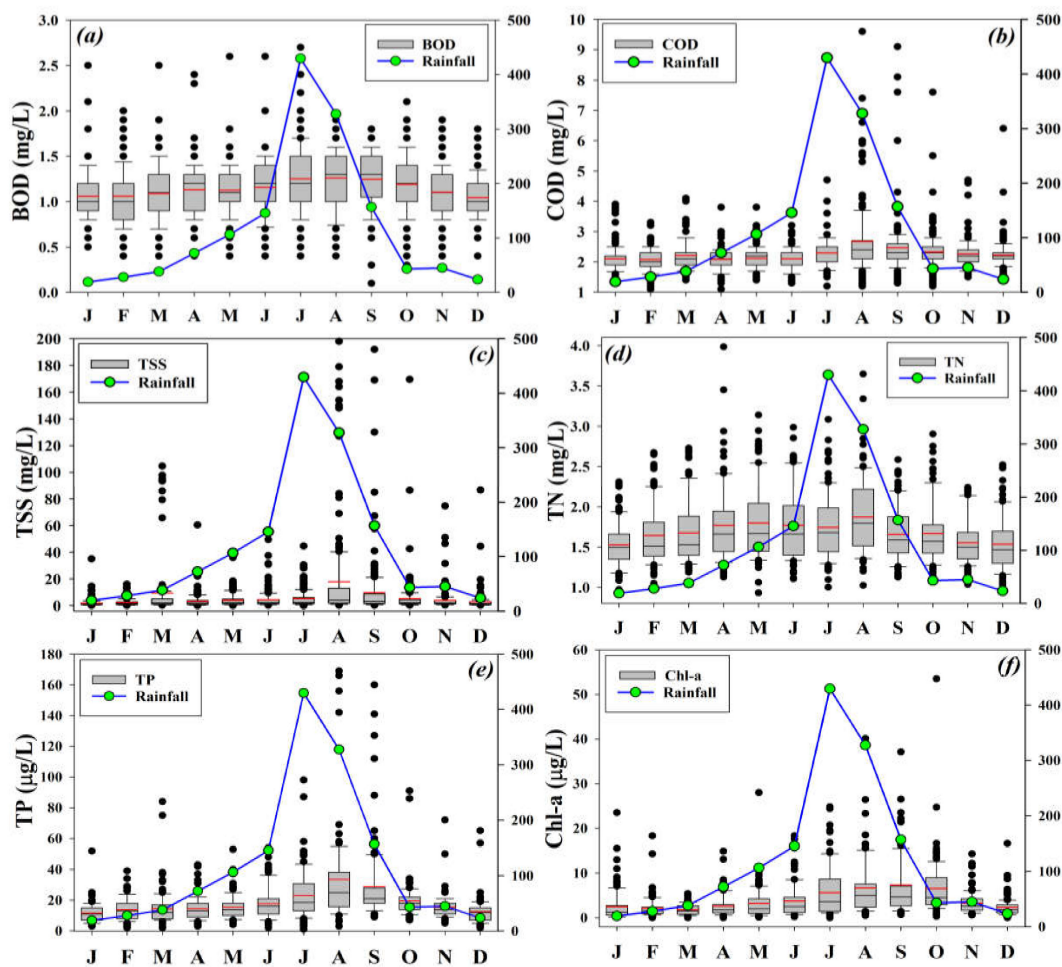 (a)
BOD
Rainfall
3.0
2.5
2.0
1.5
1.0
0.5
0.0
BOD (mg/L)
500
400
300
200
100
0
J F M A M J J A S O N D
(b)
COD
Rainfall
10
9
8
7
6
5
4
3
2
1
COD (mg/L)
500
400
300
200
100
0
J F M A M J J A S O N D
(c)
TSS
Rainfall
200
180
160
140
120
100
80
60
40
20
0
TSS (mg/L)
500
400
300
200
100
0
J F M A M J J A S O N D
(d)
TN
Rainfall
4.0
3.5
3.0
2.5
2.0
1.5
1.0
TN (mg/L)
500
400
300
200
100
0
J F M A M J J A S O N D
(e)
TP
Rainfall
180
160
140
120
100
80
60
40
20
0
TP (µg/L)
500
400
300
200
100
0
J F M A M J J A S O N D
(f)
Chl-a
Rainfall
60
50
40
30
20
10
0
Chl-a (µg/L)
500
400
300
200
100
0
J F M A M J J A S O N D